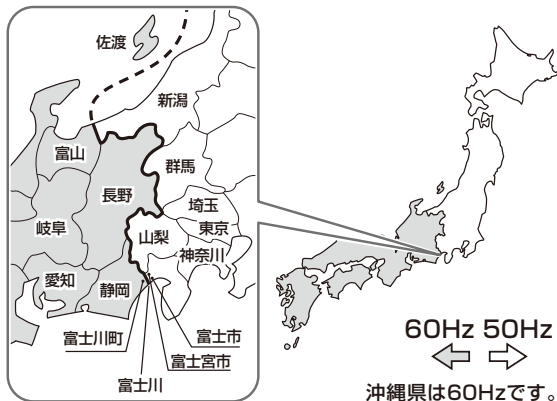 佐渡
新潟
富山
群馬
長野
埼玉
岐阜
東京
山梨
神奈川
愛知
静岡
富士川町
富士市
富士宮市
富士川
60Hz 50Hz
沖縄県は60Hzです。